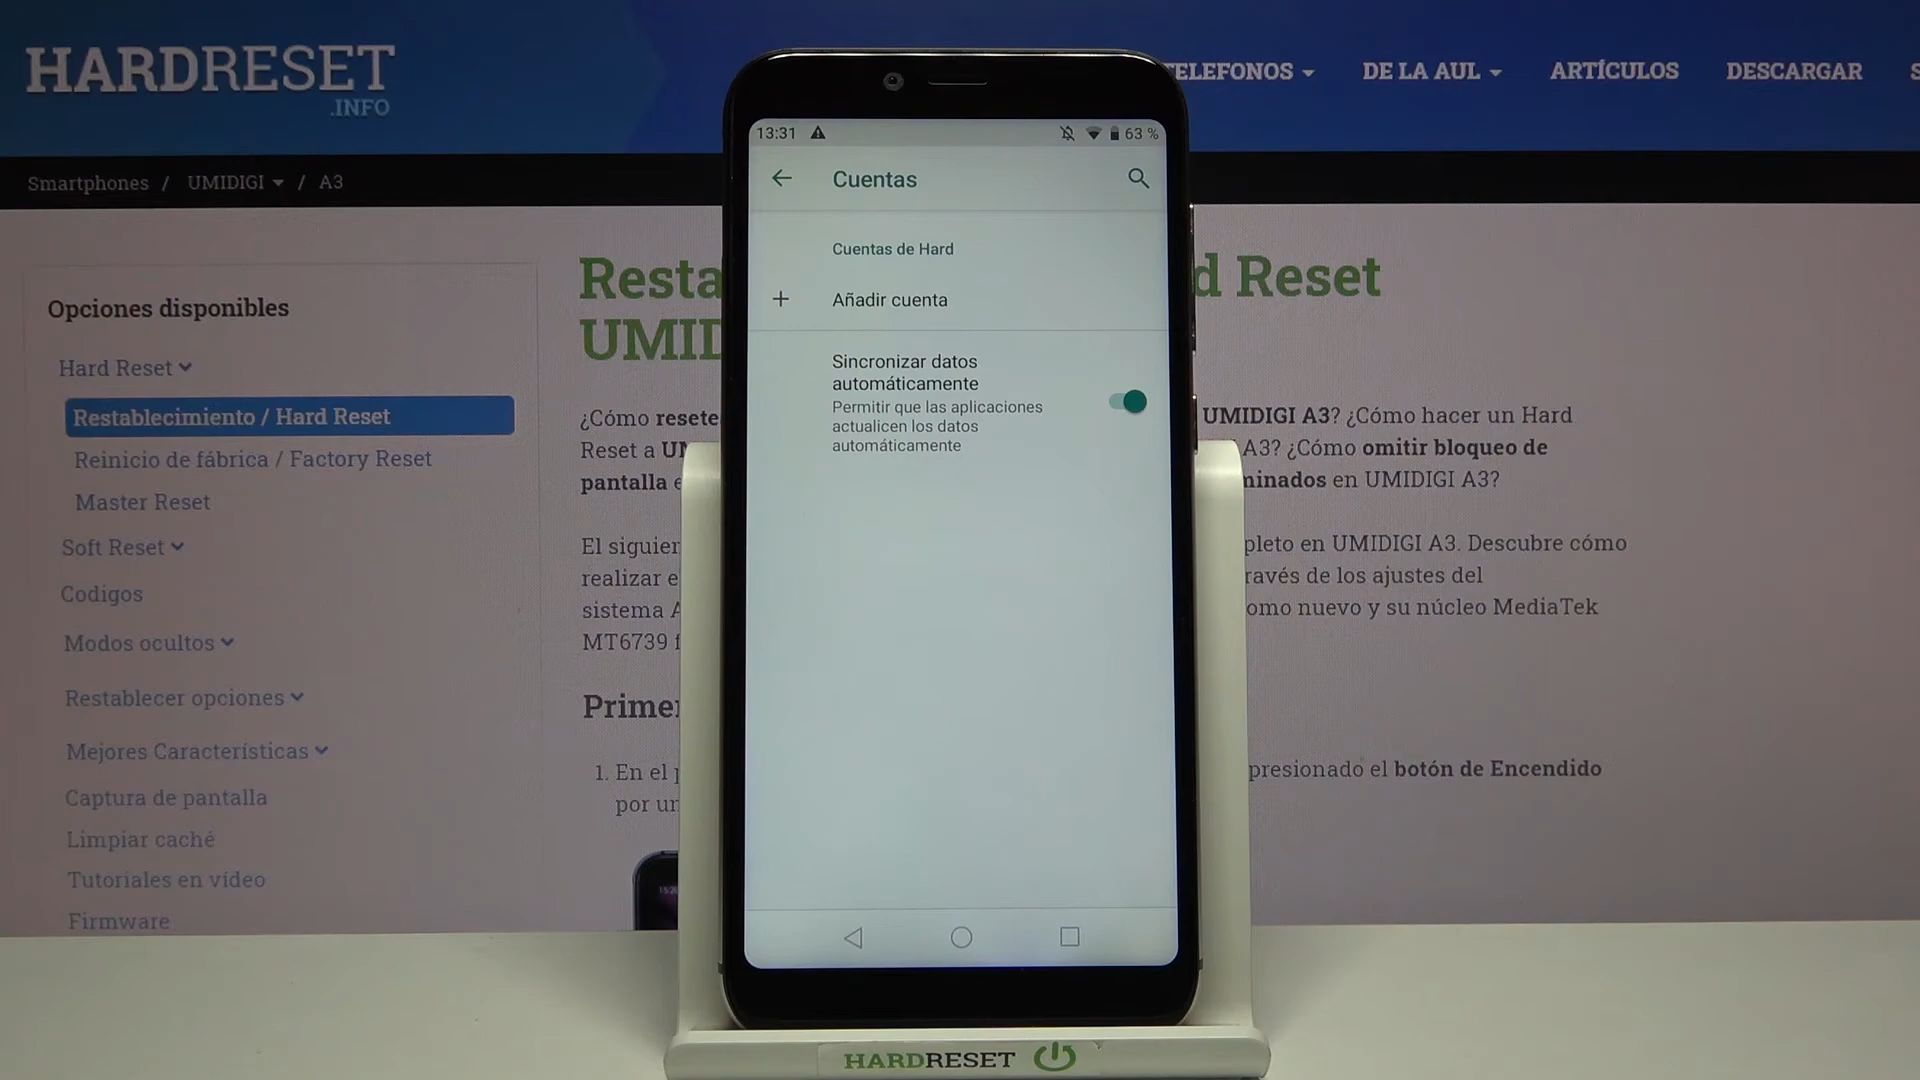 HARDRESET
.INFO
TELEFONOS
DE LA AUL
ARTÍCULOS
DESCARGAR
Smartphones / UMIDIGI / A3
Opciones disponibles
Hard Reset
Restablecimiento / Hard Reset
Reinicio de fábrica / Factory Reset
Master Reset
Soft Reset
Codigos
Modos ocultos
Restablecer opciones
Mejores Características
Captura de pantalla
Limpiar caché
Tutoriales en vídeo
Firmware
13:31
63 %
Cuentas
Cuentas de Hard
+ Añadir cuenta
Sincronizar datos
automáticamente
Permitir que las aplicaciones
actualicen los datos
automáticamente
Resta d Reset
UMID
¿Cómo resete UMIDIGI A3? ¿Cómo hacer un Hard
Reset a UM A3? ¿Cómo omitir bloqueo de
pantalla e minados en UMIDIGI A3?
El siguien pleto en UMIDIGI A3. Descubre cómo
realizar e ravés de los ajustes del
sistema A omo nuevo y su núcleo MediaTek
MT6739 f
Primer
1. En el p presionado el botón de Encendido
por un
HARDRESET